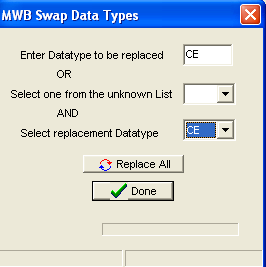 MWB Swap Data Types
Enter Datatype to be replaced CE
OR
Select one from the unknown List
AND
Select replacement Datatype CE
Replace All
Done